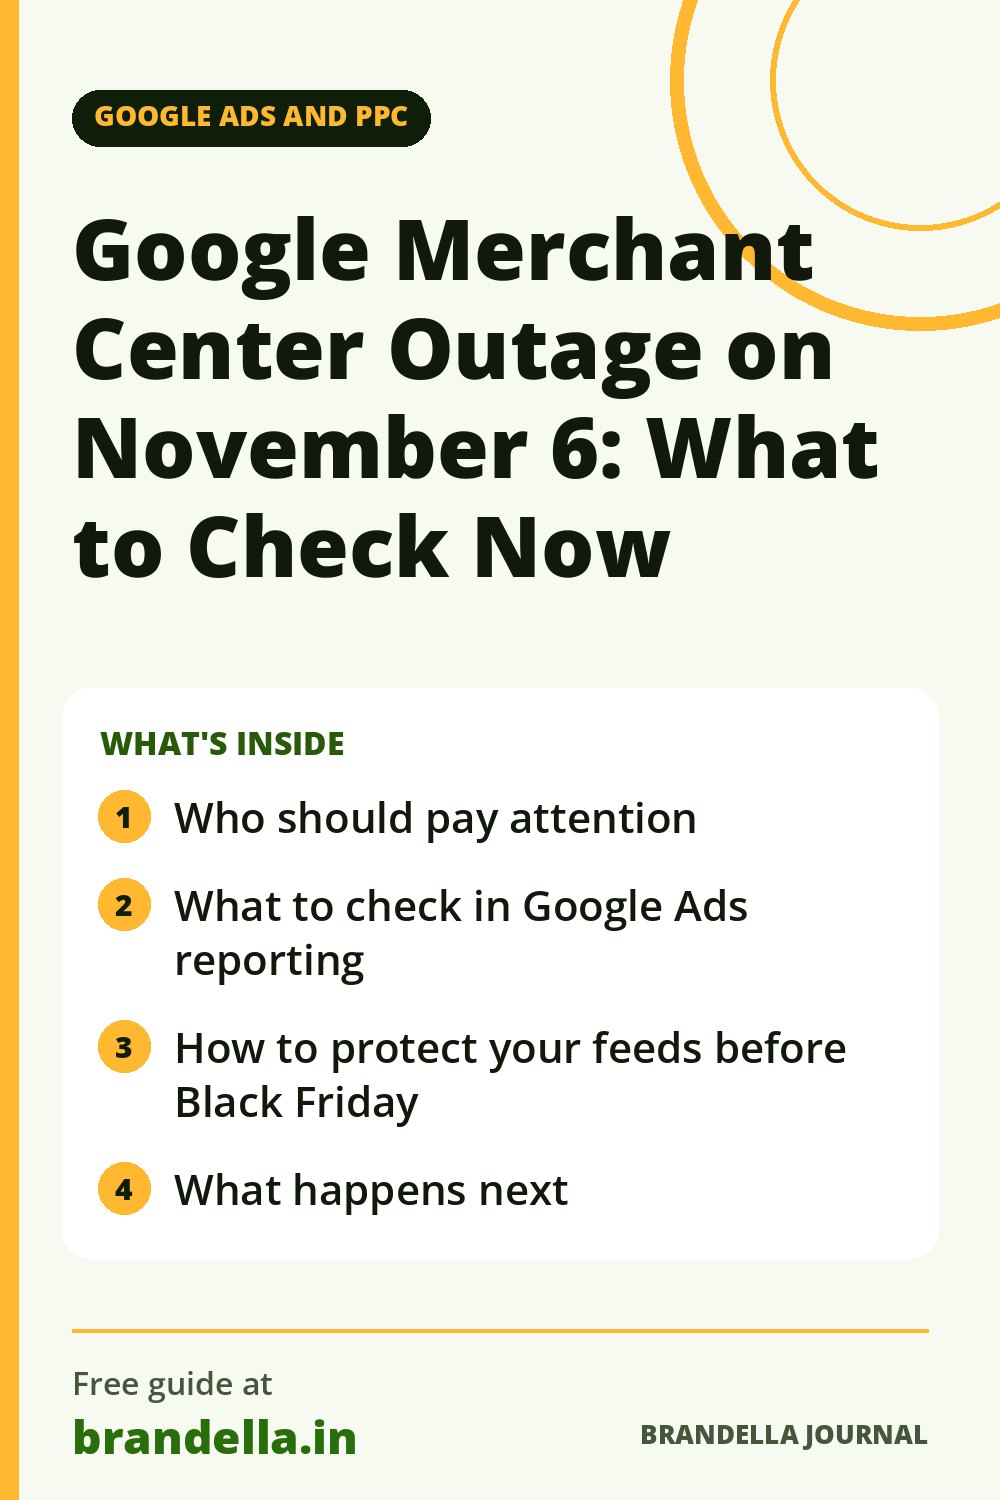 GOOGLE ADS AND PPC
Google Merchant
Center Outage on
November 6: What
to Check Now
WHAT'S INSIDE
1 Who should pay attention
2 What to check in Google Ads
reporting
3 How to protect your feeds before
Black Friday
4 What happens next
Free guide at
brandella.in
BRANDELLA JOURNAL